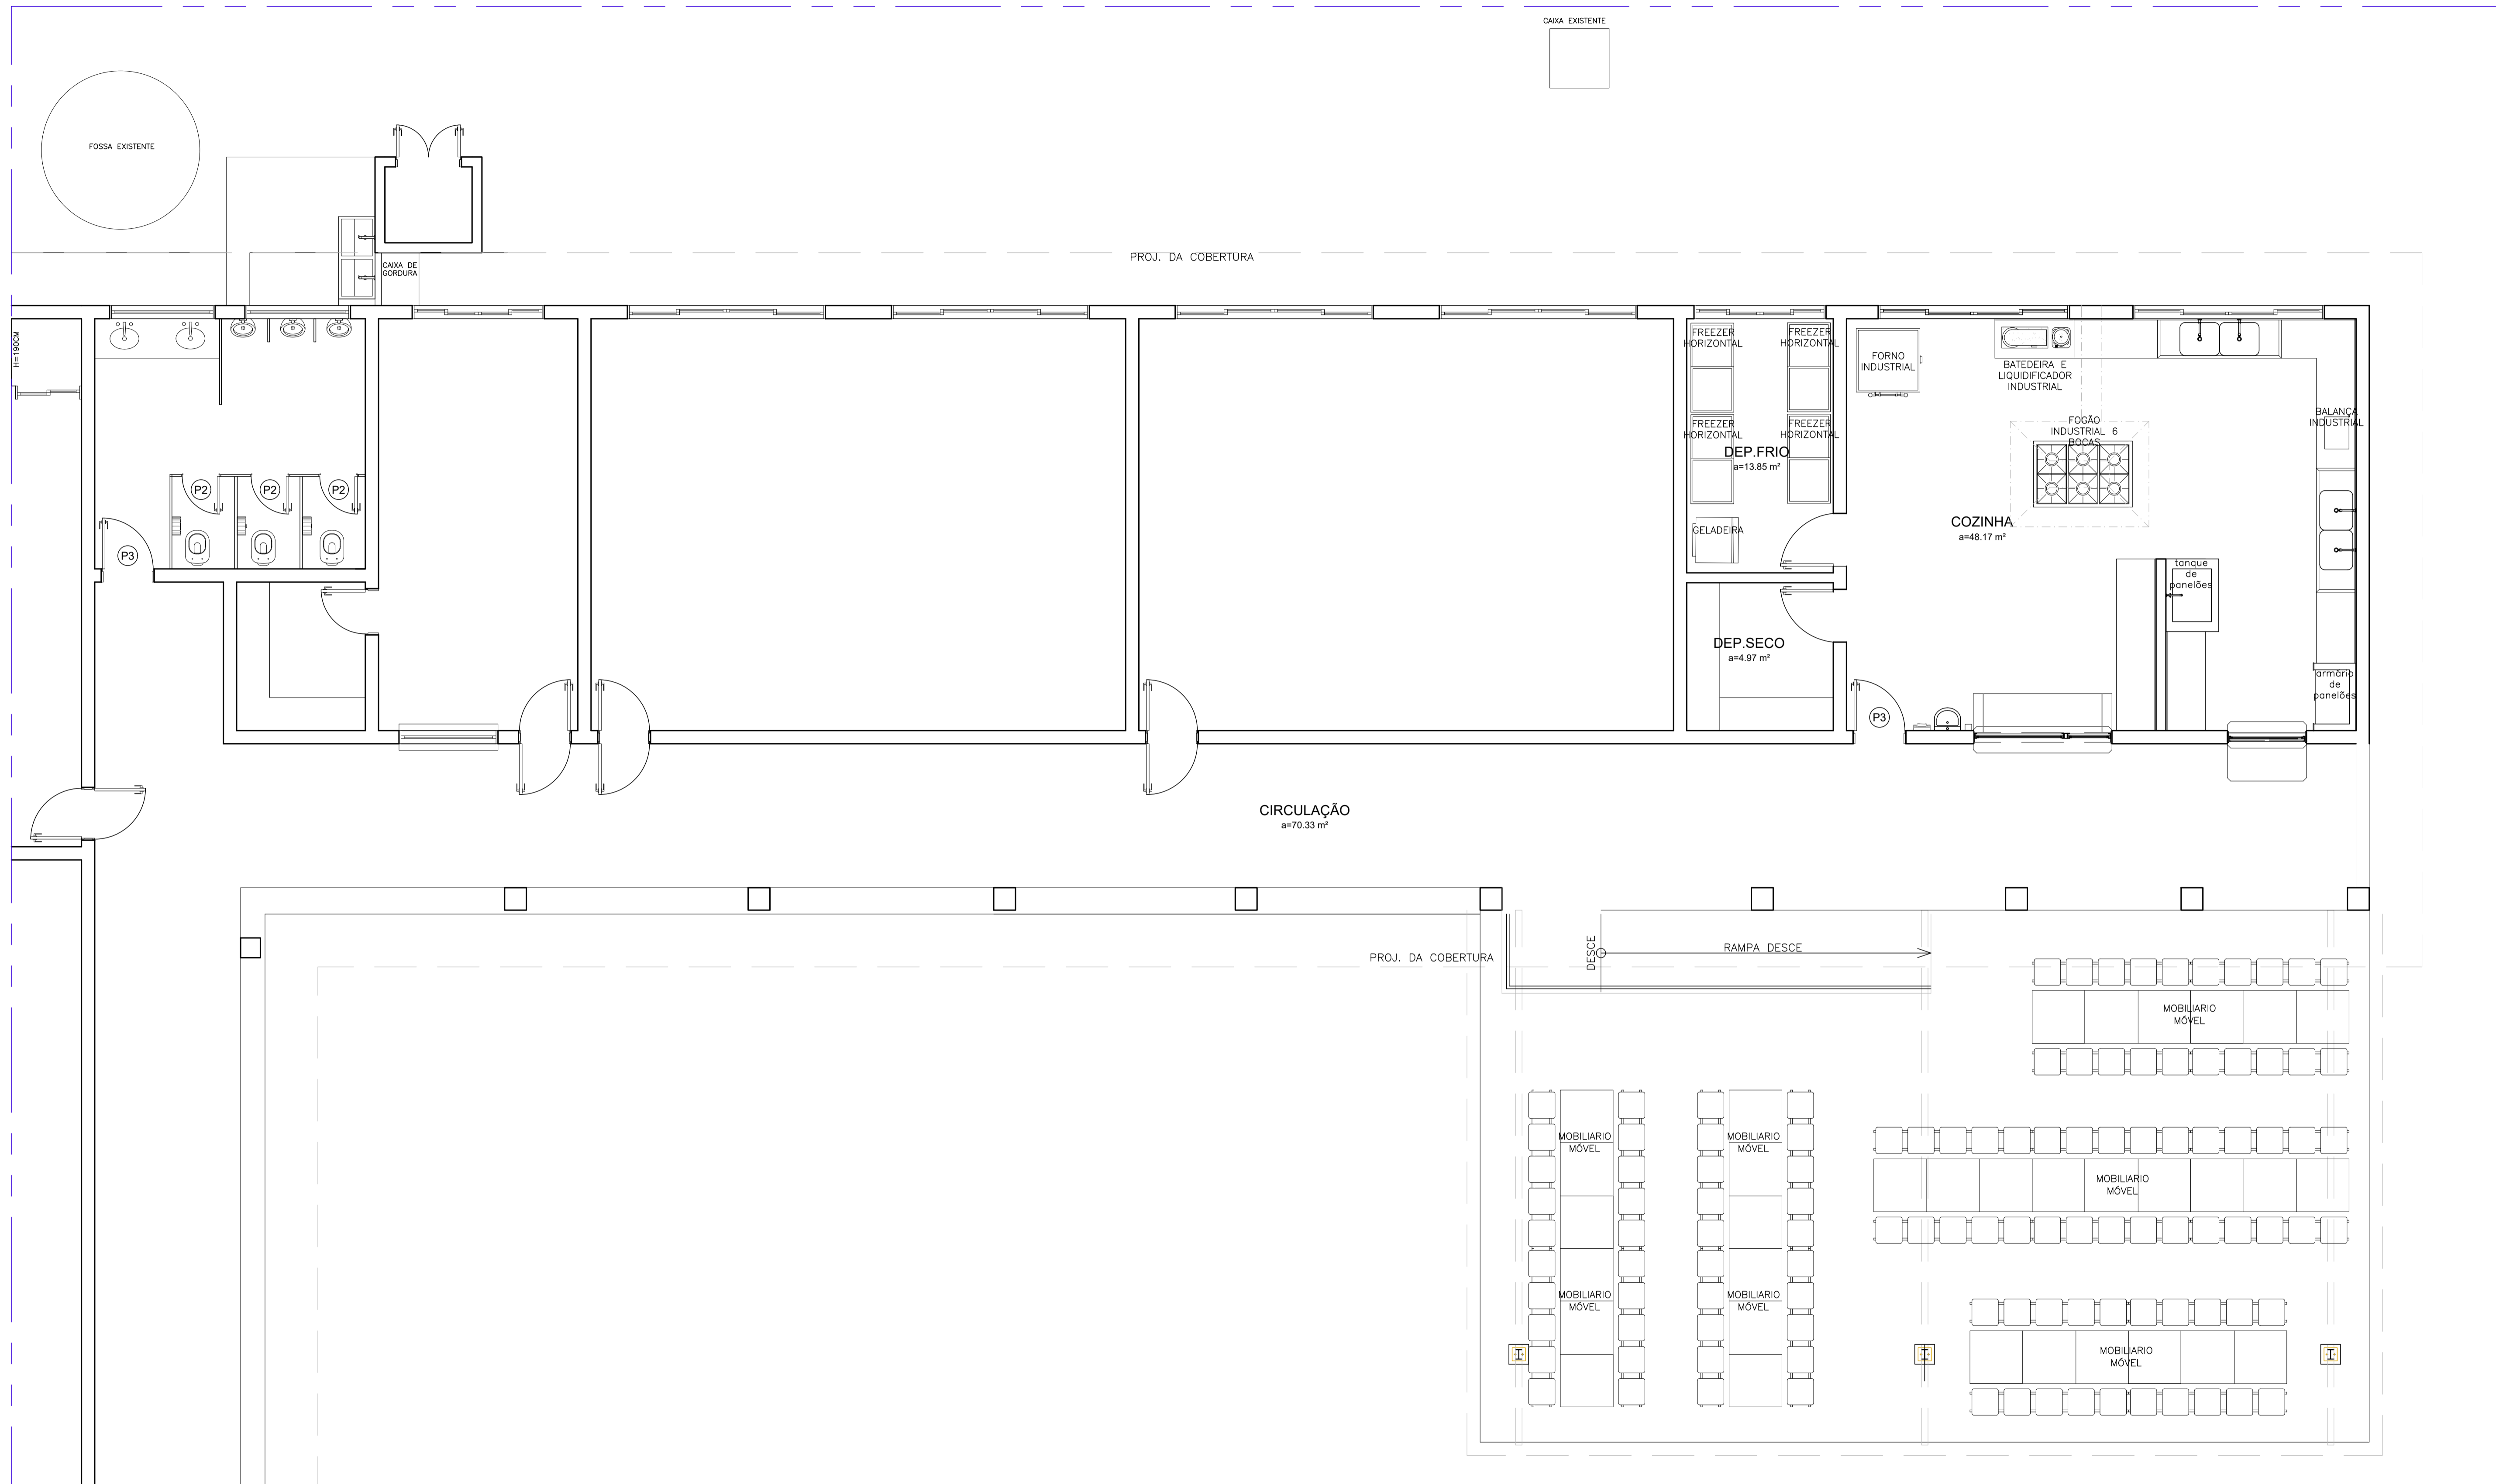 CAIXA EXISTENTE
FOSSA EXISTENTE
CAIXA DE
GORDURA
PROJ. DA COBERTURA
H=190CM
FREEZER
HORIZONTAL
FREEZER
HORIZONTAL
FORNO
INDUSTRIAL
BATEDEIRA E
LIQUIDIFICADOR
INDUSTRIAL
FREEZER
HORIZONTAL
FREEZER
HORIZONTAL
FOGÃO
INDUSTRIAL 6
BOCAS
BALANÇA
INDUSTRIAL
DEP.FRIO
a=13.85 m²
P2
P2
P2
GELADEIRA
COZINHA
a=48.17 m²
P3
tanque
de
panelões
DEP.SECO
a=4.97 m²
armário
de
panelões
P3
CIRCULAÇÃO
a=70.33 m²
PROJ. DA COBERTURA
DESCE
RAMPA DESCE
MOBILIARIO
MÓVEL
MOBILIARIO
MÓVEL
MOBILIARIO
MÓVEL
MOBILIARIO
MÓVEL
MOBILIARIO
MÓVEL
MOBILIARIO
MÓVEL
MOBILIARIO
MÓVEL